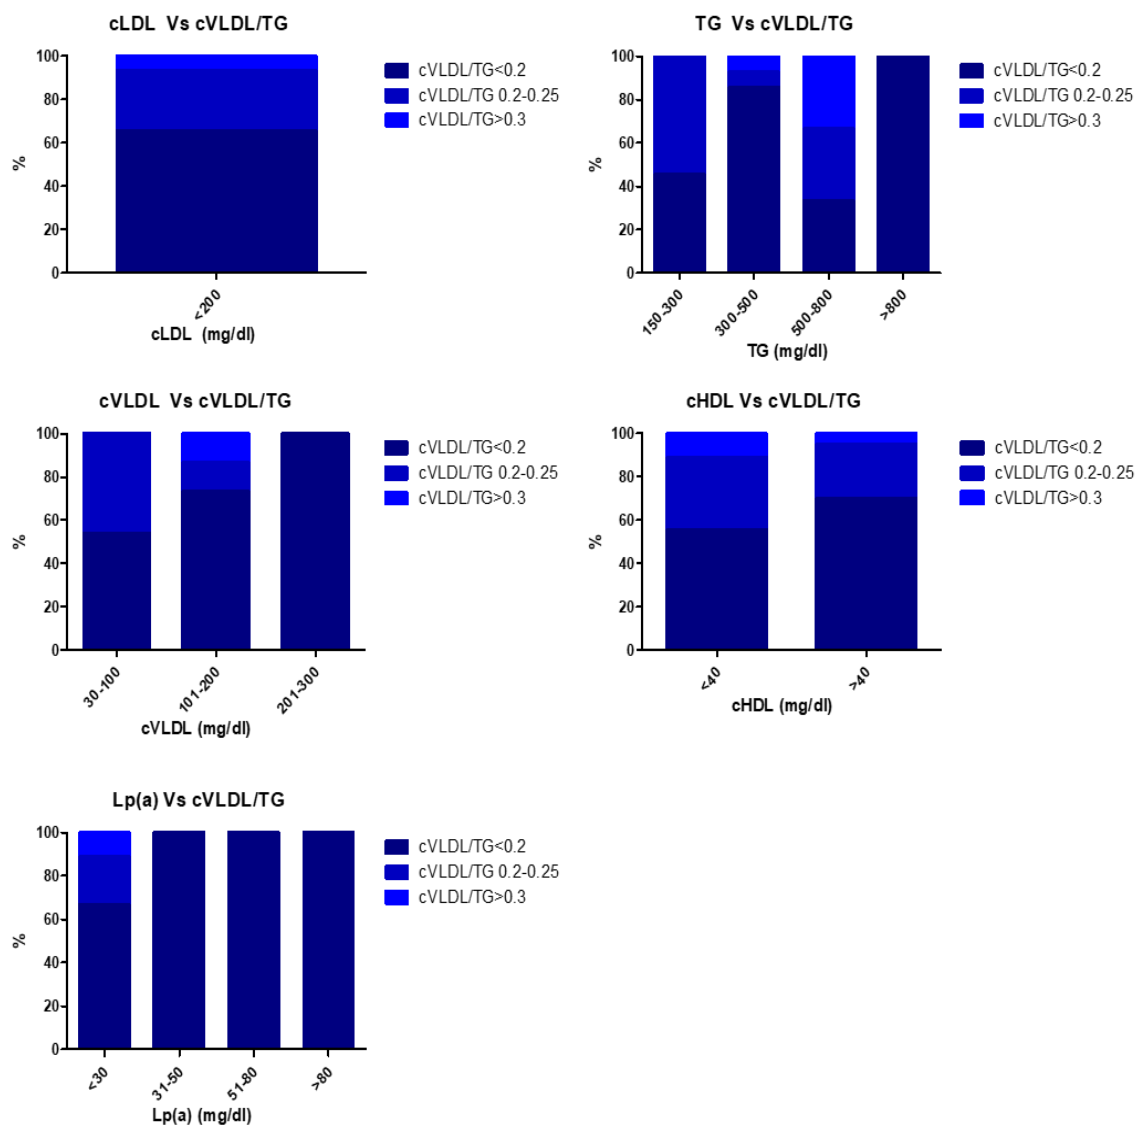 cLDL Vs cVLDL/TG
100
80
60
40
20
0
%
<200
cLDL (mg/dl)
cVLDL/TG<0.2
cVLDL/TG 0.2-0.25
cVLDL/TG>0.3
TG Vs cVLDL/TG
100
80
60
40
20
0
%
150-300
300-500
500-800
>800
TG (mg/dl)
cVLDL/TG<0.2
cVLDL/TG 0.2-0.25
cVLDL/TG>0.3
cVLDL Vs cVLDL/TG
100
80
60
40
20
0
%
30-100
101-200
201-300
cVLDL (mg/dl)
cVLDL/TG<0.2
cVLDL/TG 0.2-0.25
cVLDL/TG>0.3
cHDL Vs cVLDL/TG
100
80
60
40
20
0
%
<40
>40
cHDL (mg/dl)
cVLDL/TG<0.2
cVLDL/TG 0.2-0.25
cVLDL/TG>0.3
Lp(a) Vs cVLDL/TG
100
80
60
40
20
0
%
<30
31-50
51-80
>80
Lp(a) (mg/dl)
cVLDL/TG<0.2
cVLDL/TG 0.2-0.25
cVLDL/TG>0.3